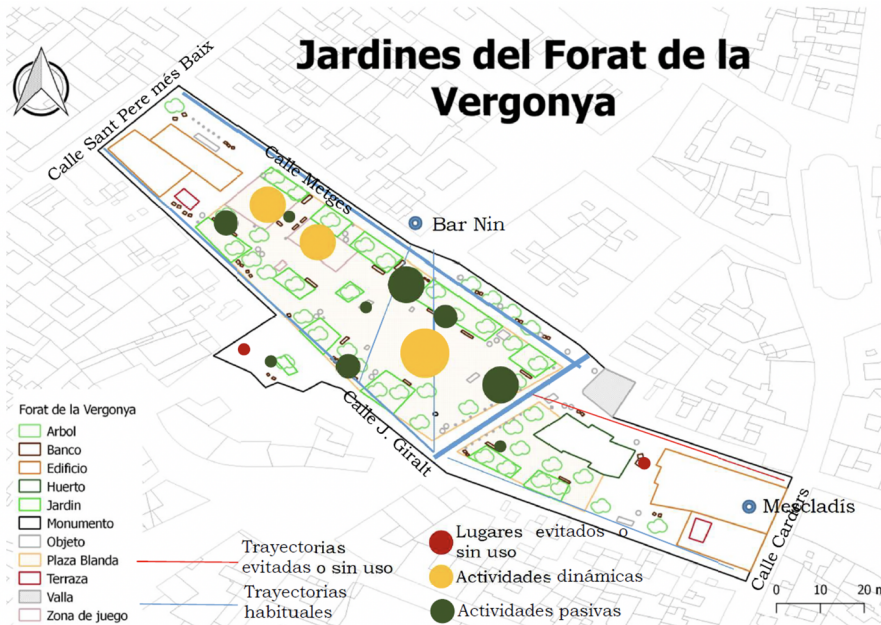 Jardines del Forat de la
Vergonya
Calle Sant Pere més Baix
Calle Metges
Bar Nin
Calle J. Giralt
Mescladís
Calle Carders
Forat de la Vergonya
Arbol
Banco
Edificio
Huerto
Jardin
Monumento
Objeto
Plaza Blanda
Terraza
Valla
Zona de juego
Trayectorias
evitadas o sin uso
Trayectorias
habituales
Lugares evitados o
sin uso
Actividades dinámicas
Actividades pasivas
0 10 20 m